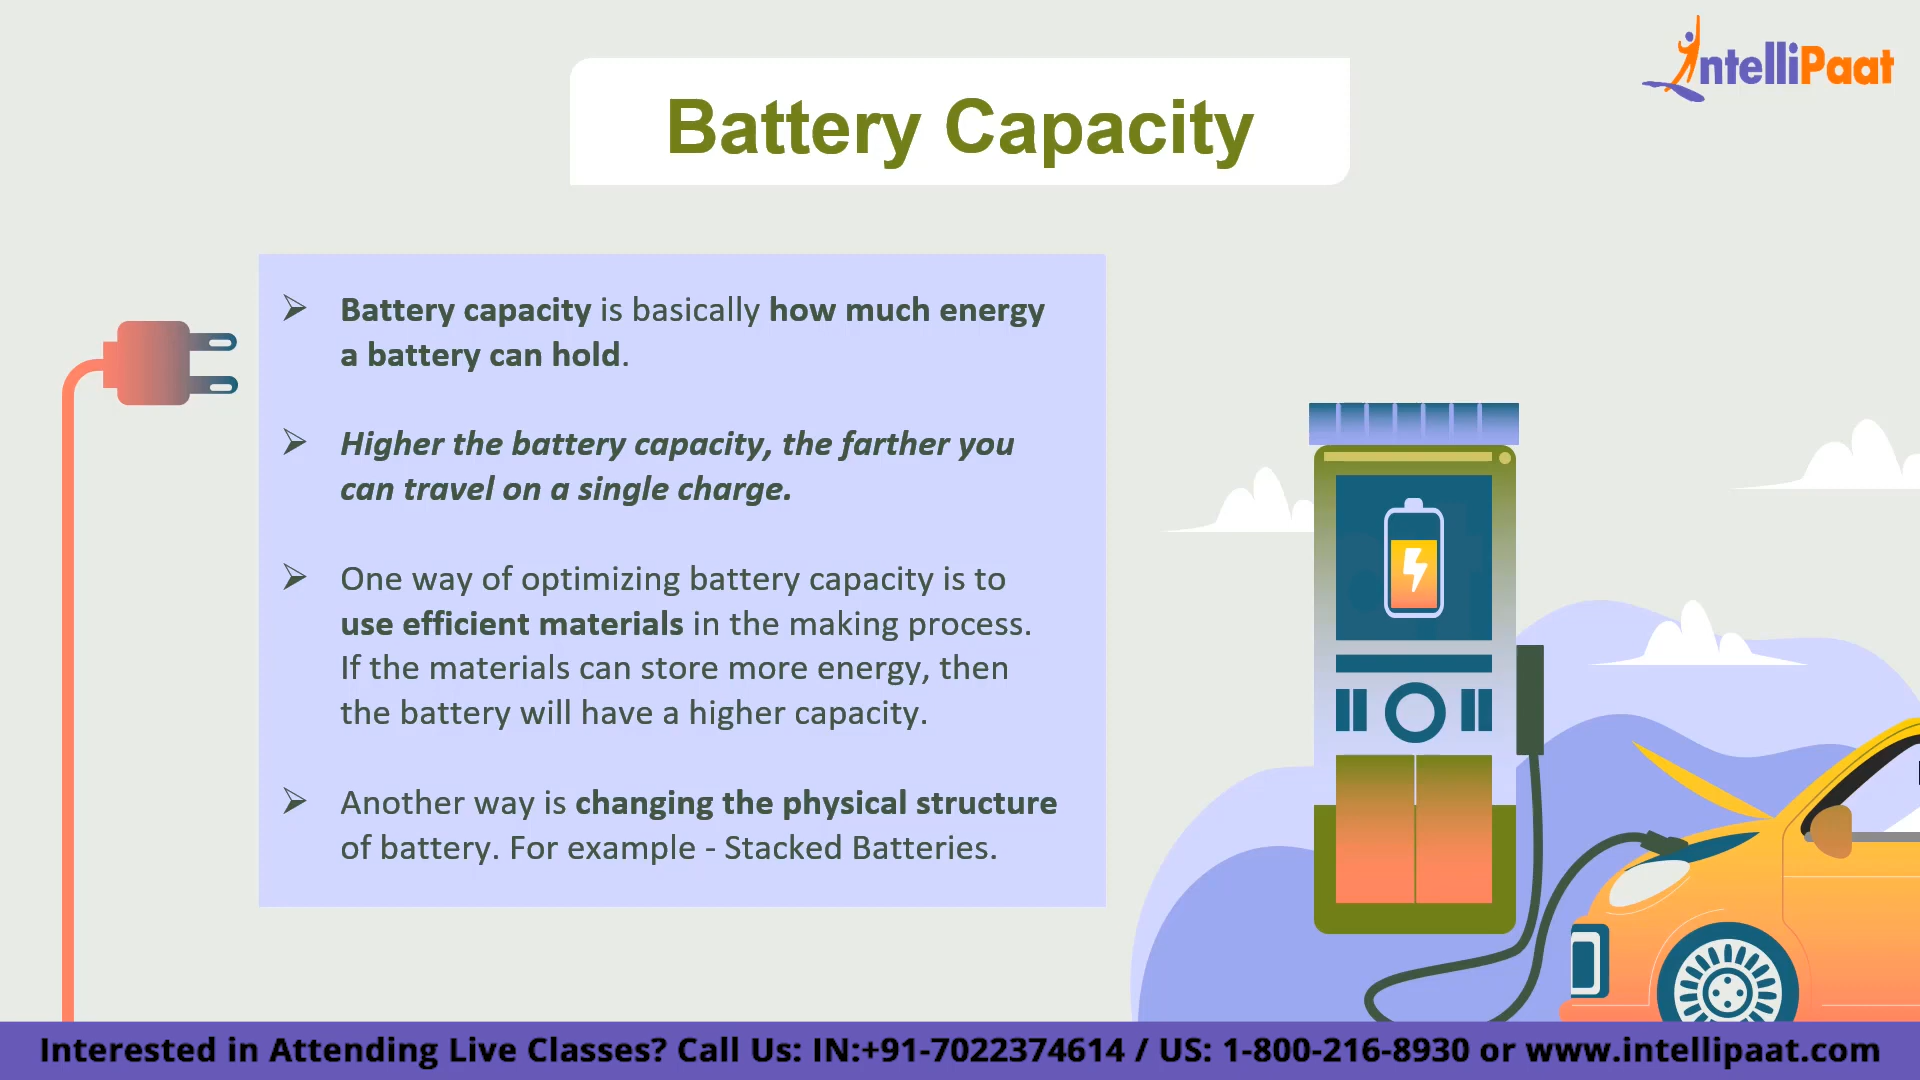 IntelliPaat
Battery Capacity
➢ Battery capacity is basically how much energy
a battery can hold.
➢ Higher the battery capacity, the farther you
can travel on a single charge.
➢ One way of optimizing battery capacity is to
use efficient materials in the making process.
If the materials can store more energy, then
the battery will have a higher capacity.
➢ Another way is changing the physical structure
of battery. For example - Stacked Batteries.
Interested in Attending Live Classes? Call Us: IN:+91-7022374614 / US: 1-800-216-8930 or www.intellipaat.com